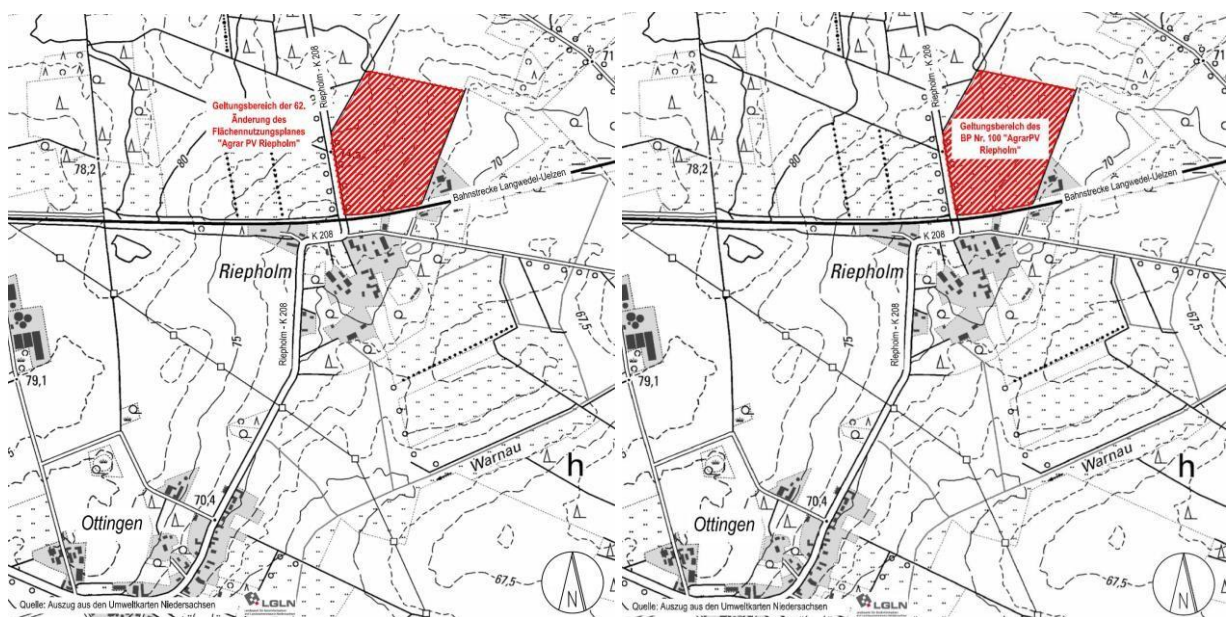 Riepholm - K 208
71
Geltungsbereich der 62.
Änderung des
Flächennutzungsplanes
"Agrar PV Riepholm"
80
78,2
70
Bahnstrecke Langwedel-Uelzen
K 208
Riepholm
75
Riepholm - K 208
67,5
79,1
Warnau
h
70,4
Ottingen
67,5
N
Quelle: Auszug aus den Umweltkarten Niedersachsen
LGLN
Riepholm - K 208
71
Geltungsbereich des
BP Nr. 100 "AgrarPV
Riepholm"
80
78,2
70
Bahnstrecke Langwedel-Uelzen
K 208
Riepholm
75
Riepholm - K 208
67,5
79,1
Warnau
h
70,4
Ottingen
67,5
N
Quelle: Auszug aus den Umweltkarten Niedersachsen
LGLN